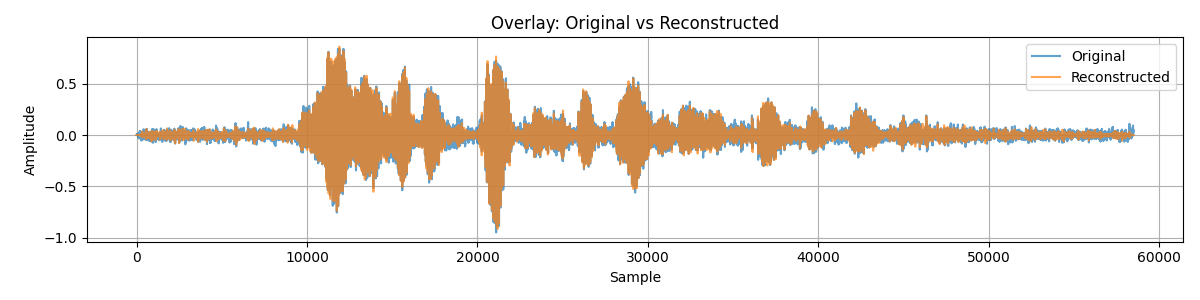 Overlay: Original vs Reconstructed
Original
Reconstructed
Amplitude
0.5
0.0
−0.5
−1.0
0 10000 20000 30000 40000 50000 60000
Sample